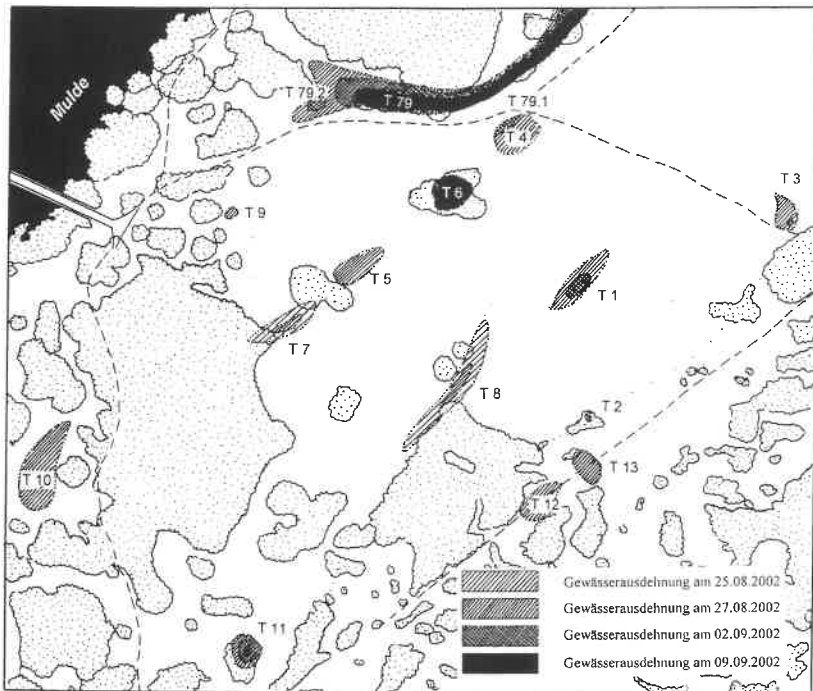 Mulde
T 79.2
T 79
T 79.1
T 4
T 3
T 6
T 9
T 5
T 1
T 7
T 8
T 2
T 13
T 10
T 12
T 11
Gewässerausdehnung am 25.08.2002
Gewässerausdehnung am 27.08.2002
Gewässerausdehnung am 02.09.2002
Gewässerausdehnung am 09.09.2002